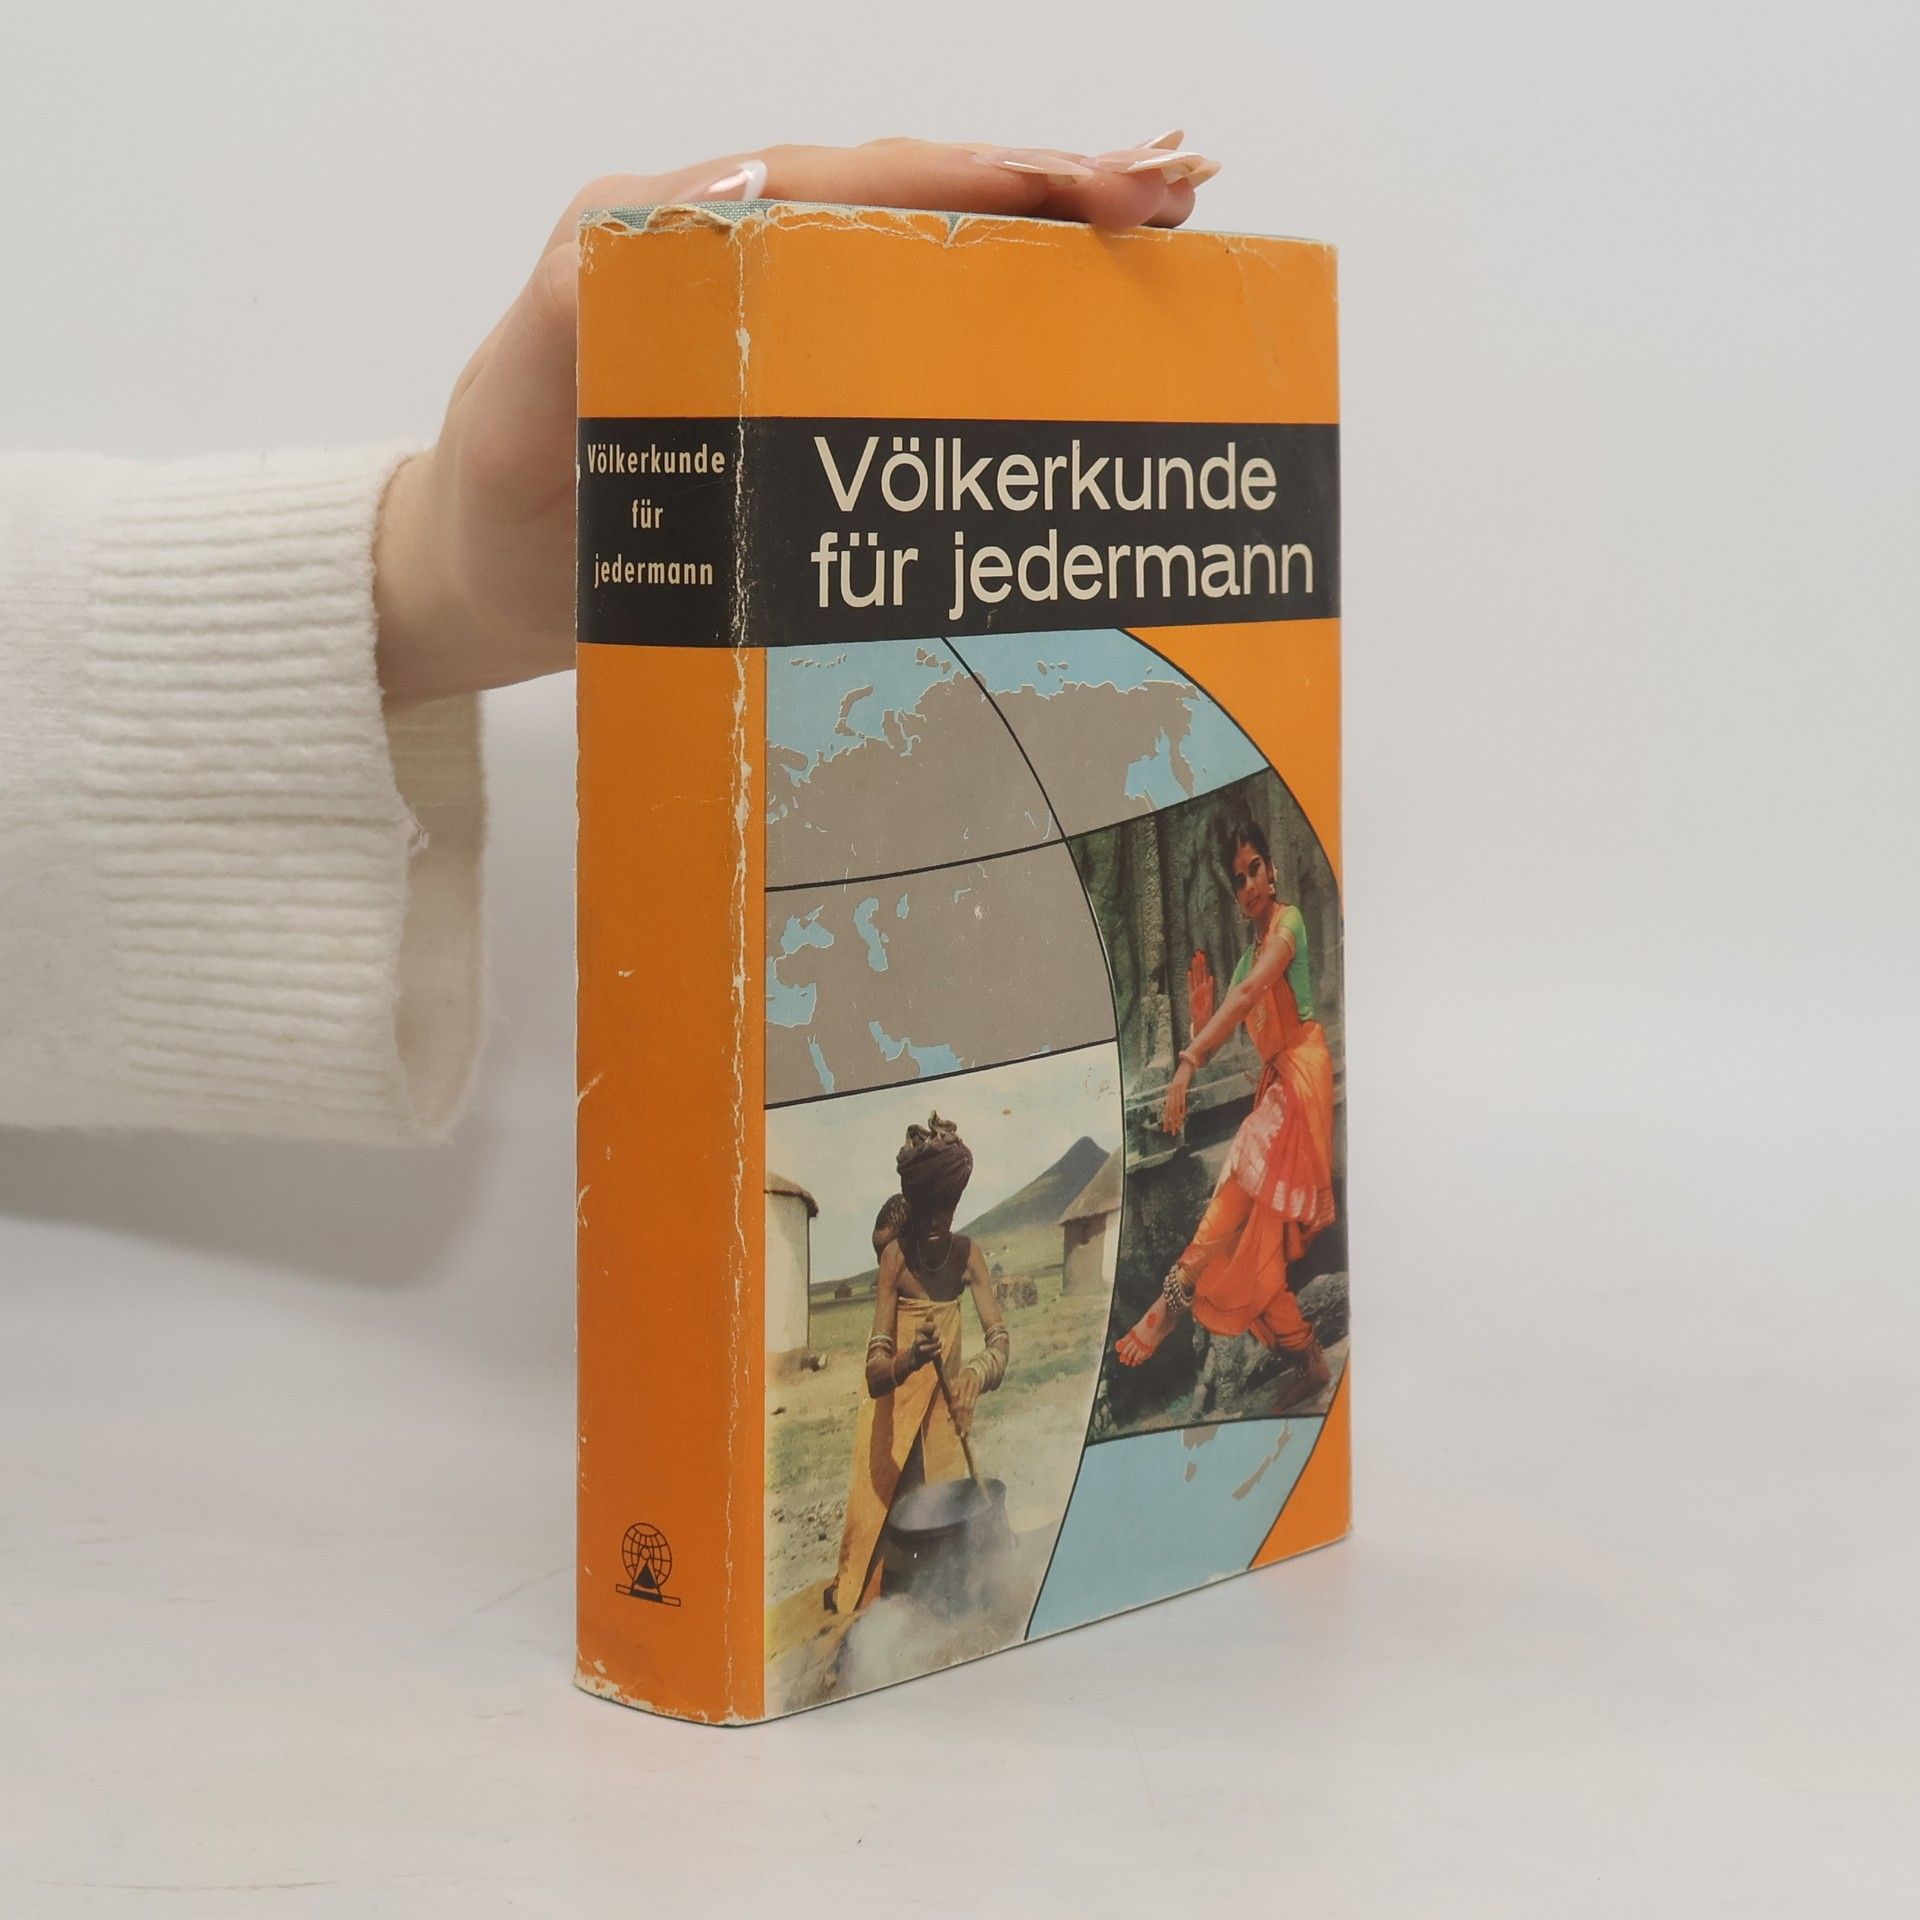 Völkerkunde
für
jedermann
Völkerkunde
für jedermann